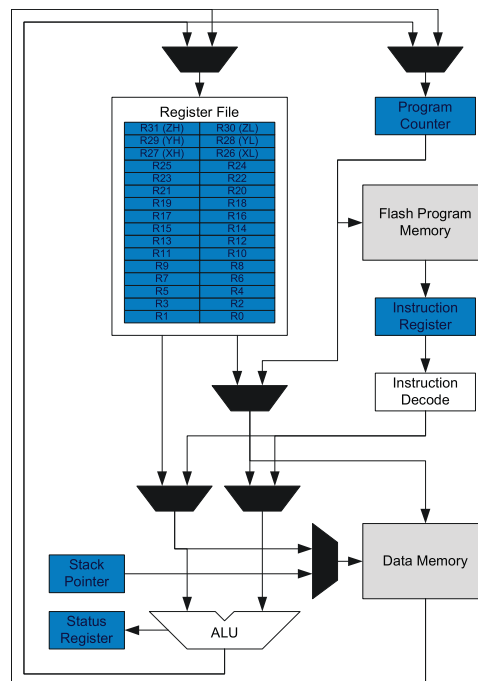 Register File
R31 (ZH) R30 (ZL)
R29 (YH) R28 (YL)
R27 (XH) R26 (XL)
R25 R24
R23 R22
R21 R20
R19 R18
R17 R16
R15 R14
R13 R12
R11 R10
R9 R8
R7 R6
R5 R4
R3 R2
R1 R0
Program
Counter
Flash Program
Memory
Instruction
Register
Instruction
Decode
Stack
Pointer
Status
Register
ALU
Data Memory